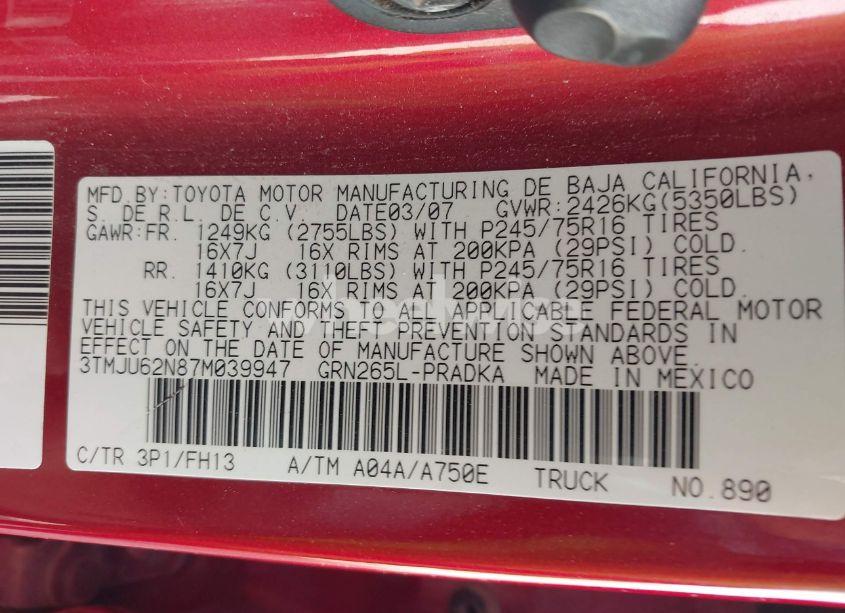 MFD.BY:TOYOTA MOTOR MANUFACTURING DE BAJA CALIFORNIA,
S. DE R.L. DE C.V. DATE03/07 GVWR:2426KG(5350LBS)
GAWR:FR. 1249KG (2755LBS) WITH P245/75R16 TIRES
16X7J 16X RIMS AT 200KPA (29PSI) COLD.
RR. 1410KG (3110LBS) WITH P245/75R16 TIRES
16X7J 16X RIMS AT 200KPA (29PSI) COLD.
THIS VEHICLE CONFORMS TO ALL APPLICABLE FEDERAL MOTOR
VEHICLE SAFETY AND THEFT PREVENTION STANDARDS IN
EFFECT ON THE DATE OF MANUFACTURE SHOWN ABOVE.
3TMJU62N87M039947 GRN265L-PRADKA MADE IN MEXICO
C/TR 3P1/FH13 A/TM A04A/A750E TRUCK NO.890